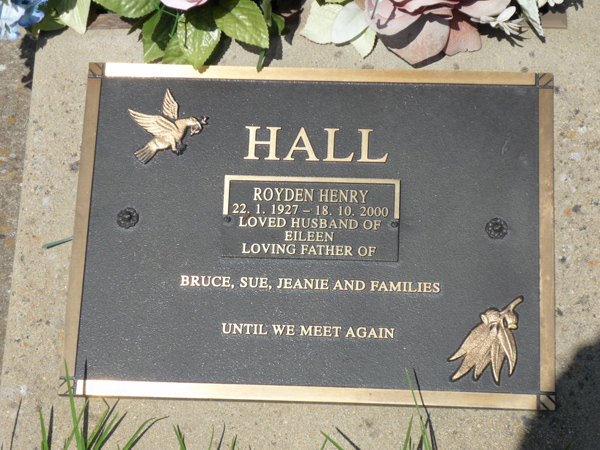 HALL
ROYDEN HENRY
22. 1. 1927 – 18. 10. 2000
LOVED HUSBAND OF
EILEEN
LOVING FATHER OF
BRUCE, SUE, JEANIE AND FAMILIES
UNTIL WE MEET AGAIN